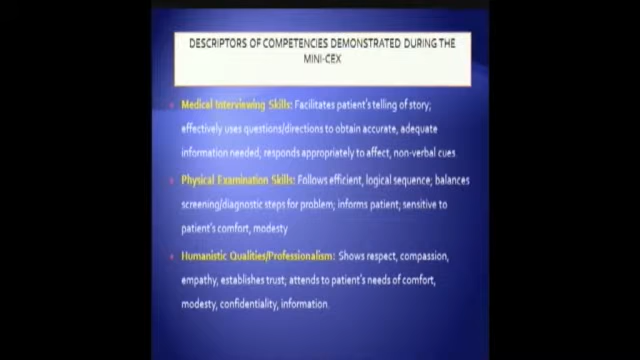 DESCRIPTORS OF COMPETENCIES DEMONSTRATED DURING THE
MINI-CEX
Medical Interviewing Skills: Facilitates patient's telling of story;
effectively uses questions/directions to obtain accurate, adequate
information needed; responds appropriately to affect, non-verbal cues.
Physical Examination Skills: Follows efficient, logical sequence; balances
screening/diagnostic steps for problem; informs patient; sensitive to
patient's comfort, modesty
Humanistic Qualities/Professionalism: Shows respect, compassion,
empathy, establishes trust; attends to patient's needs of comfort,
modesty, confidentiality, information.